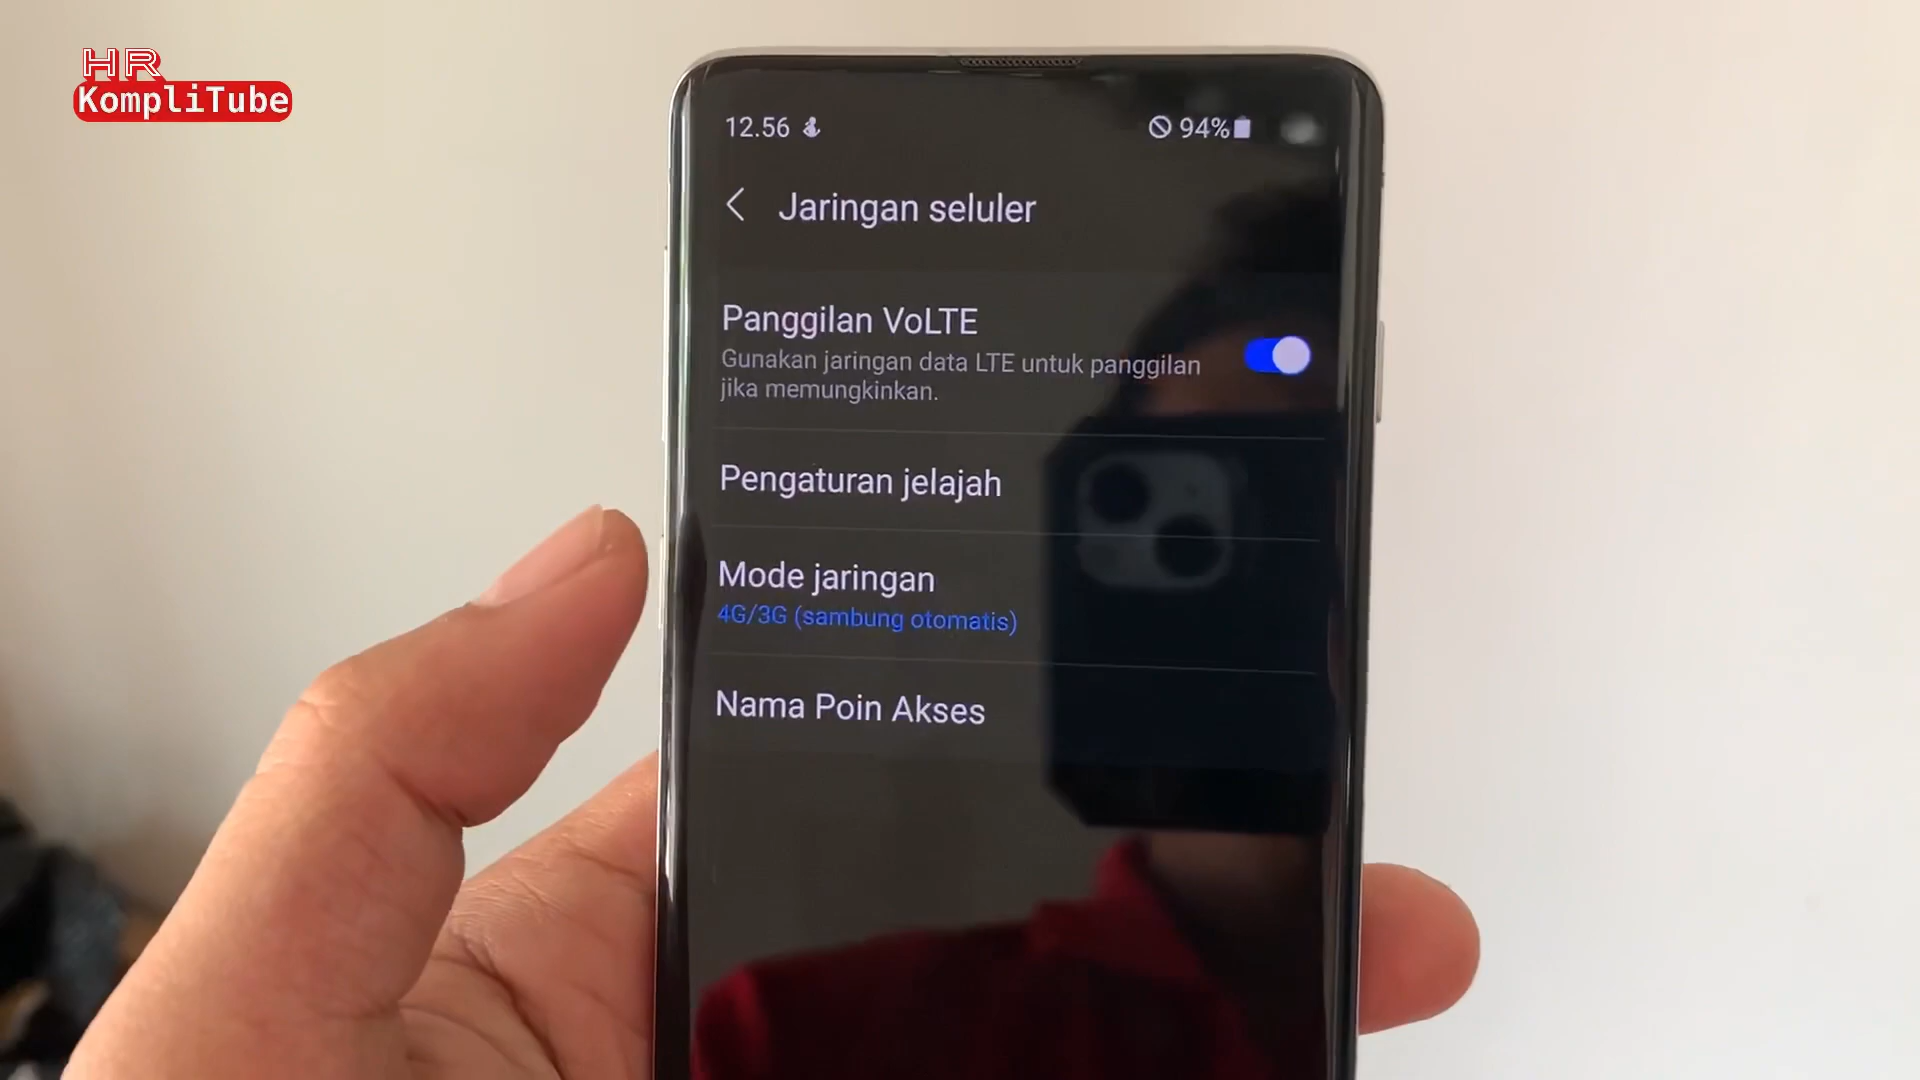 HR
KompliTube
12.56
94%
Jaringan seluler
Panggilan VoLTE
Gunakan jaringan data LTE untuk panggilan
jika memungkinkan.
Pengaturan jelajah
Mode jaringan
4G/3G (sambung otomatis)
Nama Poin Akses